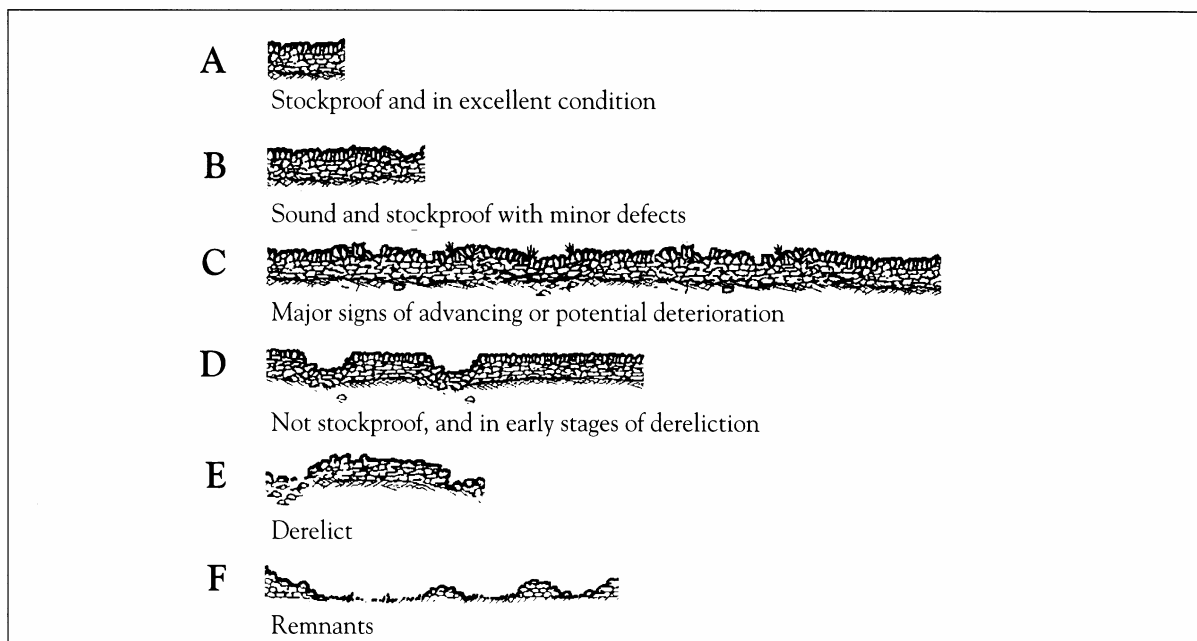 A
Stockproof and in excellent condition
B
Sound and stockproof with minor defects
C
Major signs of advancing or potential deterioration
D
Not stockproof, and in early stages of dereliction
E
Derelict
F
Remnants